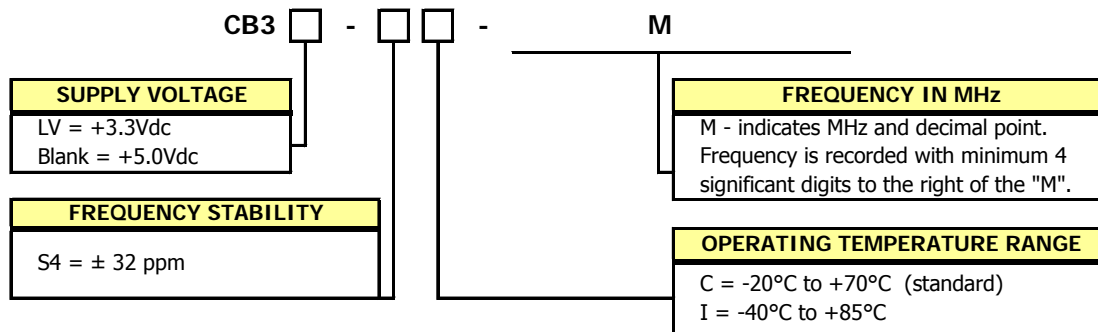 CB3 - - M
SUPPLY VOLTAGE
LV = +3.3Vdc
Blank = +5.0Vdc
FREQUENCY STABILITY
S4 = ± 32 ppm
FREQUENCY IN MHz
M - indicates MHz and decimal point.
Frequency is recorded with minimum 4
significant digits to the right of the "M".
OPERATING TEMPERATURE RANGE
C = -20°C to +70°C (standard)
I = -40°C to +85°C